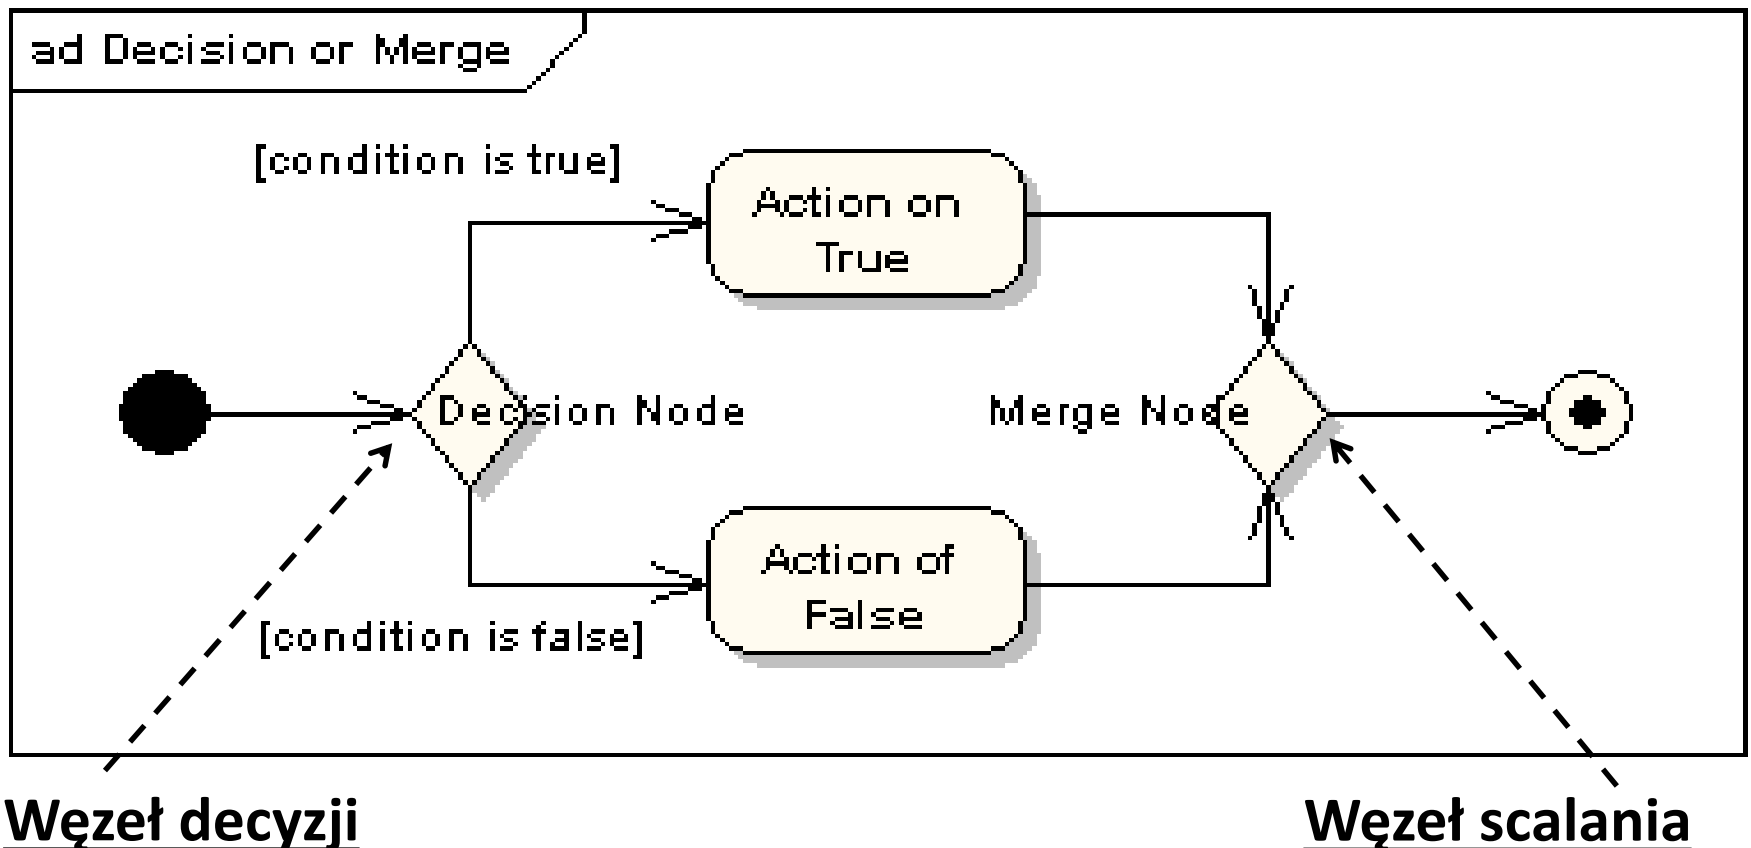 ad Decision or Merge
[condition is true]
Action on
True
Decision Node
Merge Node
Action of
False
[condition is false]
Węzeł decyzji
Węzeł scalania